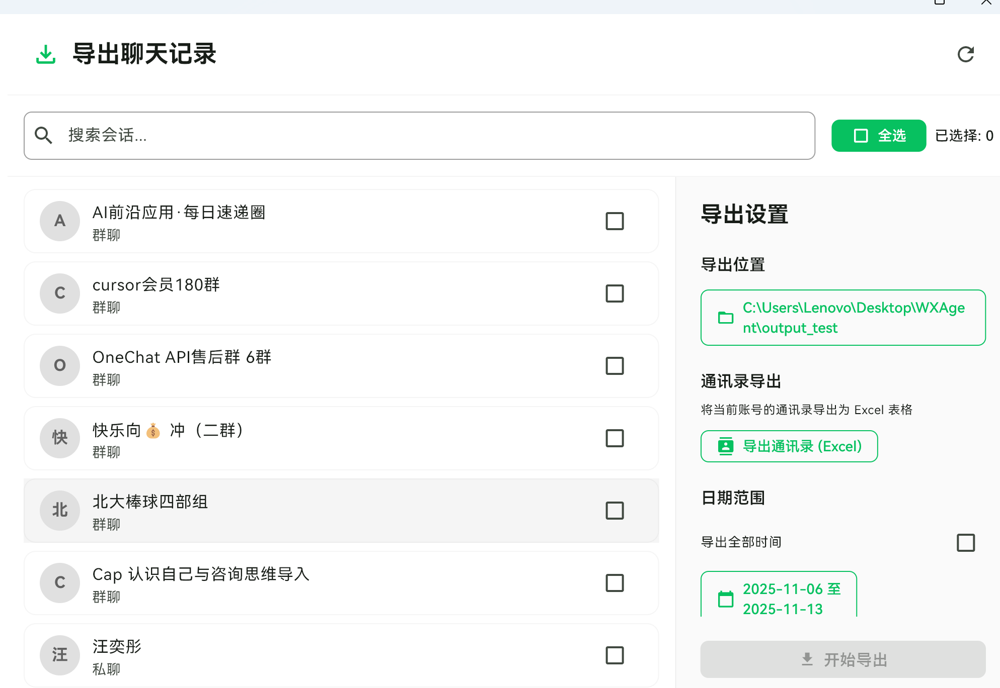 导出聊天记录
搜索会话...
全选
已选择: 0
A
AI前沿应用·每日速递圈
群聊
C
cursor会员180群
群聊
O
OneChat API售后群 6群
群聊
快
快乐向💰 冲（二群）
群聊
北
北大棒球四部组
群聊
C
Cap 认识自己与咨询思维导入
群聊
汪
汪奕彤
私聊
导出设置
导出位置
C:\Users\Lenovo\Desktop\WXAge
nt\output_test
通讯录导出
将当前账号的通讯录导出为 Excel 表格
导出通讯录 (Excel)
日期范围
导出全部时间
2025-11-06 至
2025-11-13
开始导出